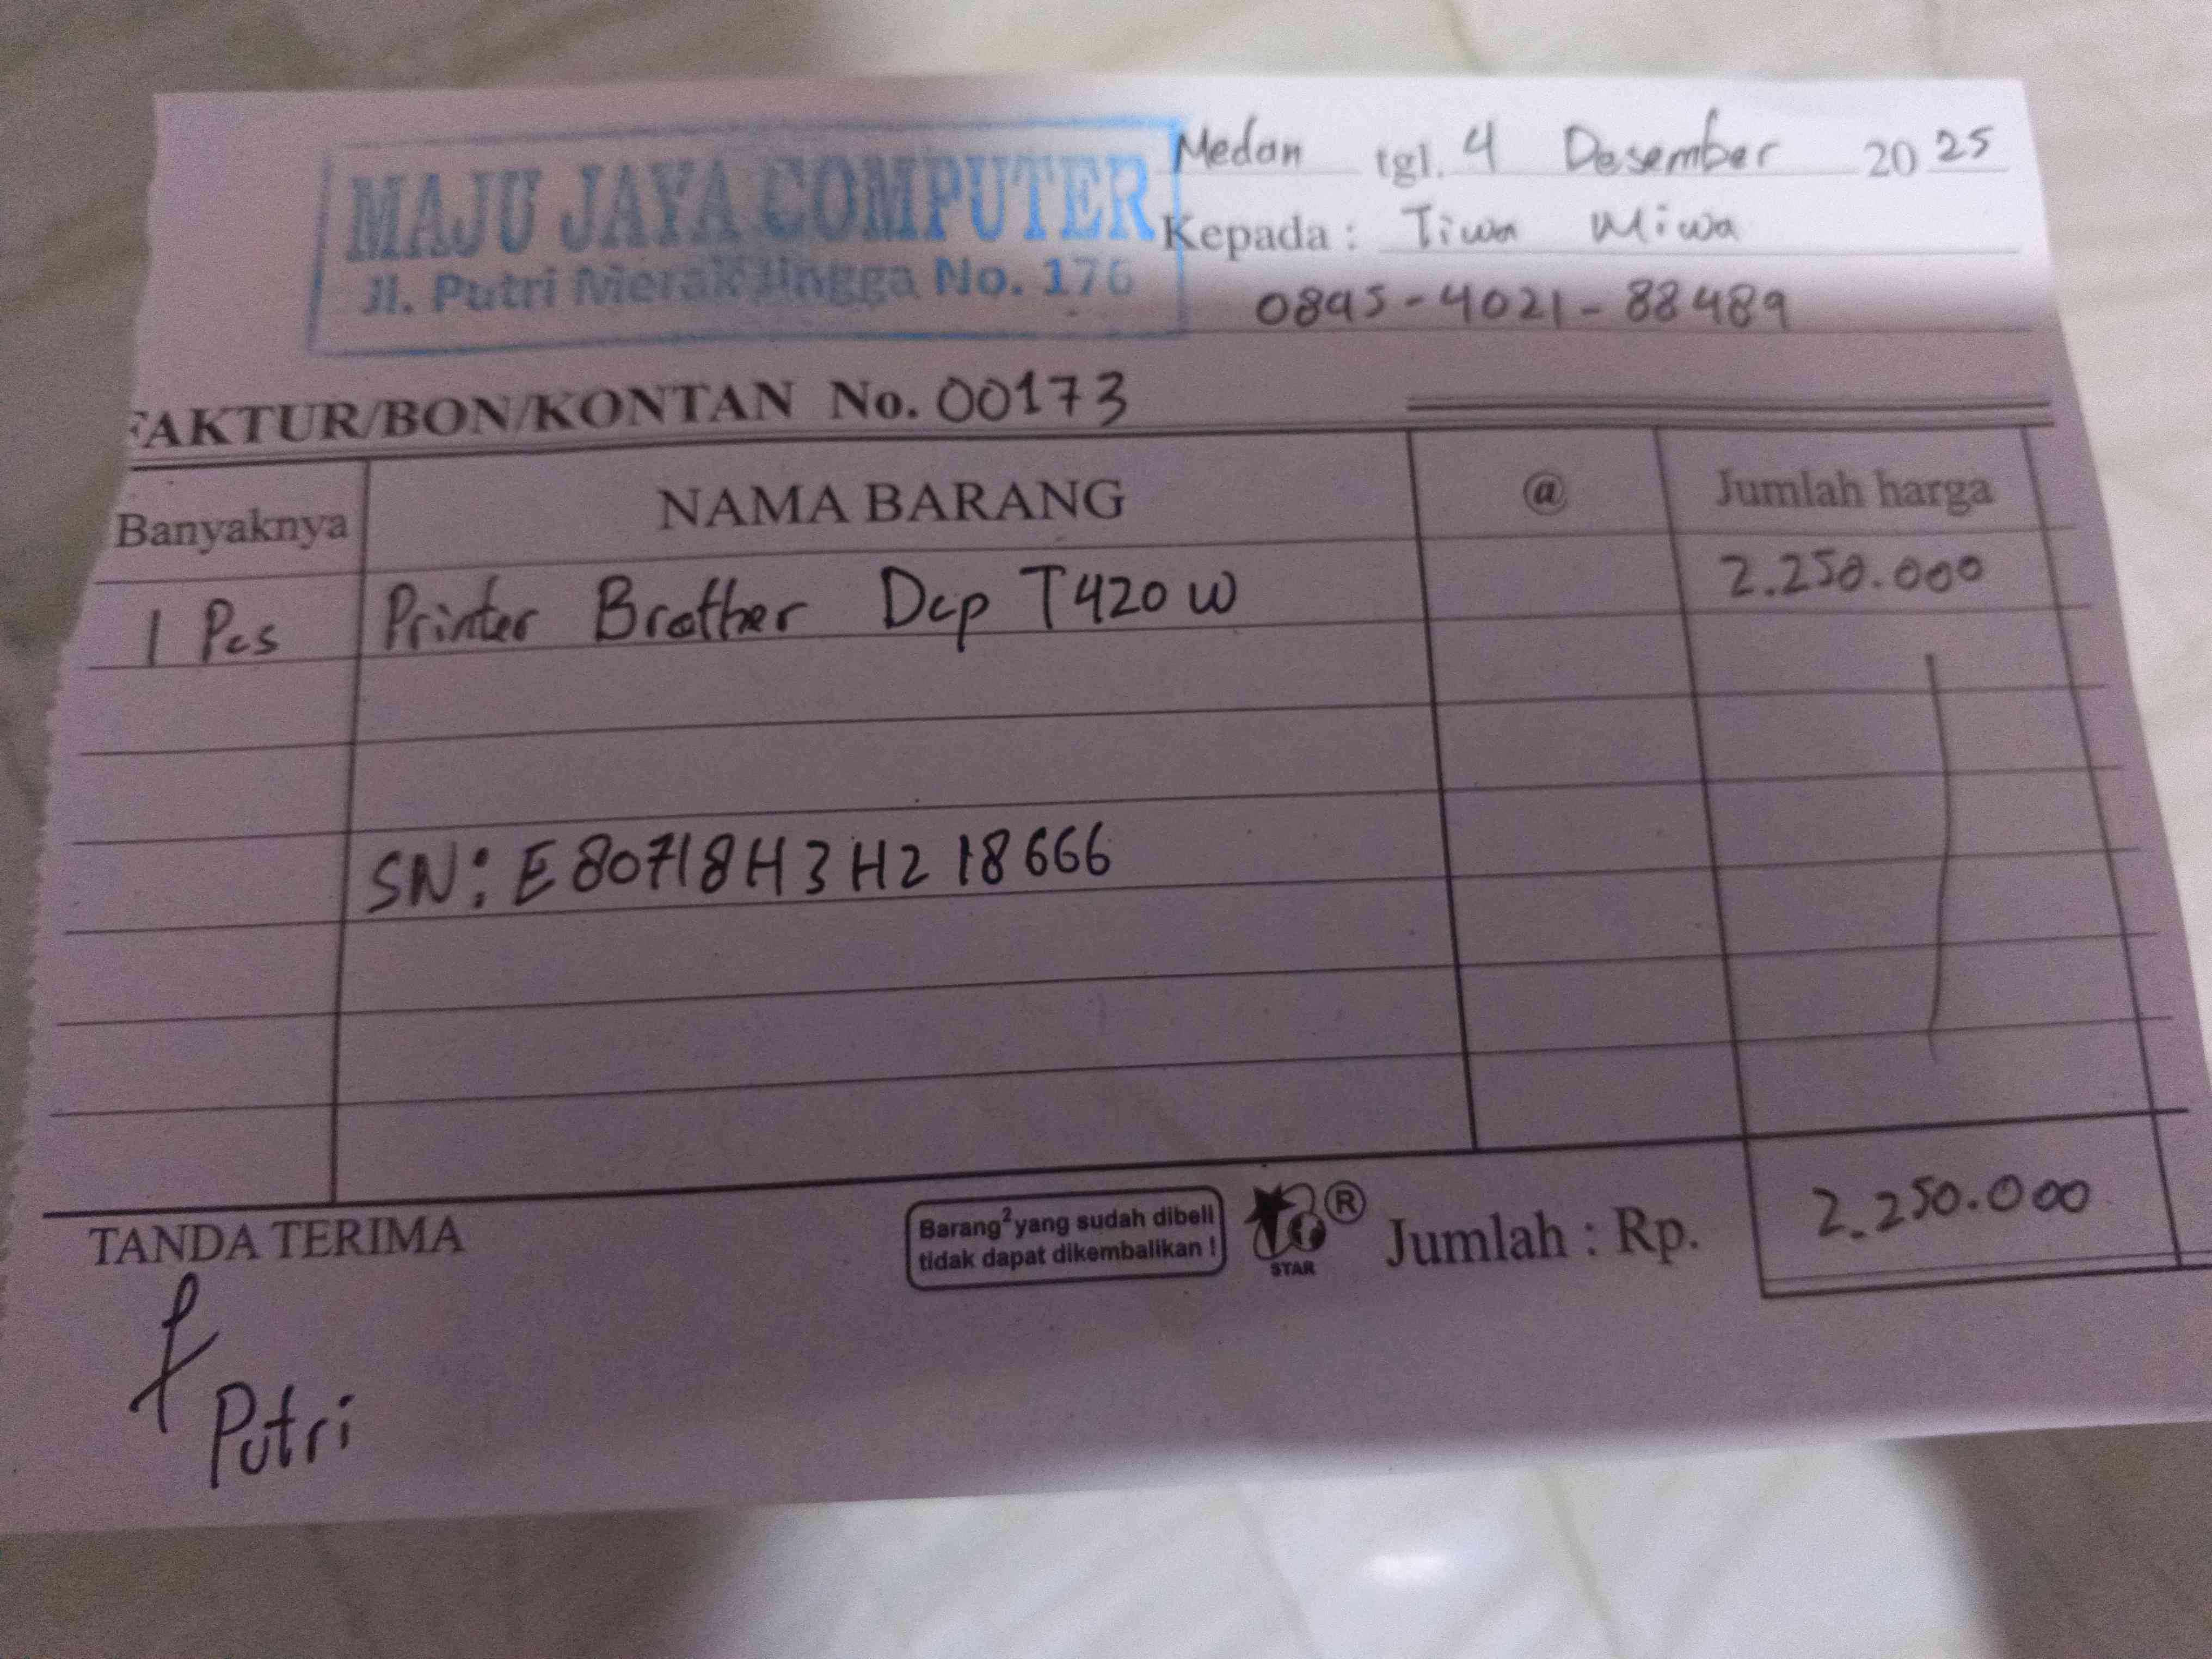 MAJU JAYA COMPUTER
Jl. Putri Merak Jingga No. 176
Medan tgl. 4 Desember 2025
Kepada : Tiwa Miwa
0895-4021-88489
FAKTUR/BON/KONTAN No. 00173
Banyaknya NAMA BARANG @ Jumlah harga
1 Pcs Printer Brother Dcp T420W 2.250.000
SN: E80718H3H218666
TANDA TERIMA
Barang² yang sudah dibeli
tidak dapat dikembalikan !
STAR
®
Jumlah : Rp. 2.250.000
Putri